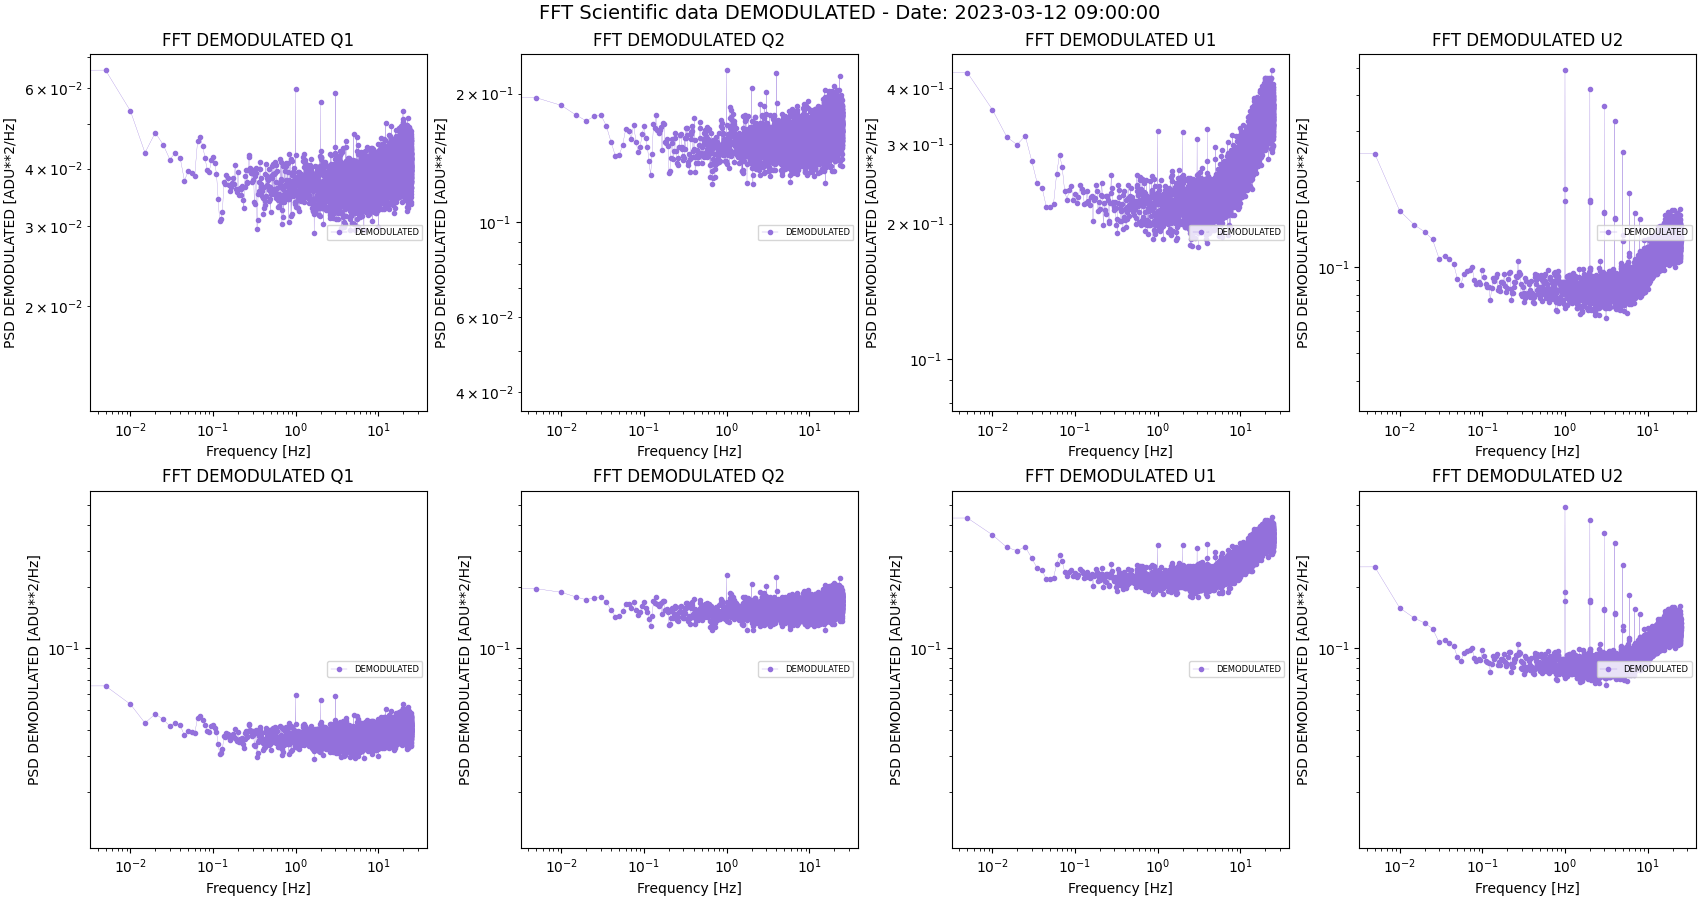 FFT Scientific data DEMODULATED - Date: 2023-03-12 09:00:00
FFT DEMODULATED Q1
PSD DEMODULATED [ADU**2/Hz]
6 × 10⁻²
4 × 10⁻²
3 × 10⁻²
2 × 10⁻²
DEMODULATED
10⁻² 10⁻¹ 10⁰ 10¹
Frequency [Hz]
FFT DEMODULATED Q2
PSD DEMODULATED [ADU**2/Hz]
2 × 10⁻¹
10⁻¹
6 × 10⁻²
4 × 10⁻²
DEMODULATED
10⁻² 10⁻¹ 10⁰ 10¹
Frequency [Hz]
FFT DEMODULATED U1
PSD DEMODULATED [ADU**2/Hz]
4 × 10⁻¹
3 × 10⁻¹
2 × 10⁻¹
10⁻¹
DEMODULATED
10⁻² 10⁻¹ 10⁰ 10¹
Frequency [Hz]
FFT DEMODULATED U2
PSD DEMODULATED [ADU**2/Hz]
10⁻¹
DEMODULATED
10⁻² 10⁻¹ 10⁰ 10¹
Frequency [Hz]
FFT DEMODULATED Q1
PSD DEMODULATED [ADU**2/Hz]
10⁻¹
DEMODULATED
10⁻² 10⁻¹ 10⁰ 10¹
Frequency [Hz]
FFT DEMODULATED Q2
PSD DEMODULATED [ADU**2/Hz]
10⁻¹
DEMODULATED
10⁻² 10⁻¹ 10⁰ 10¹
Frequency [Hz]
FFT DEMODULATED U1
PSD DEMODULATED [ADU**2/Hz]
10⁻¹
DEMODULATED
10⁻² 10⁻¹ 10⁰ 10¹
Frequency [Hz]
FFT DEMODULATED U2
PSD DEMODULATED [ADU**2/Hz]
10⁻¹
DEMODULATED
10⁻² 10⁻¹ 10⁰ 10¹
Frequency [Hz]